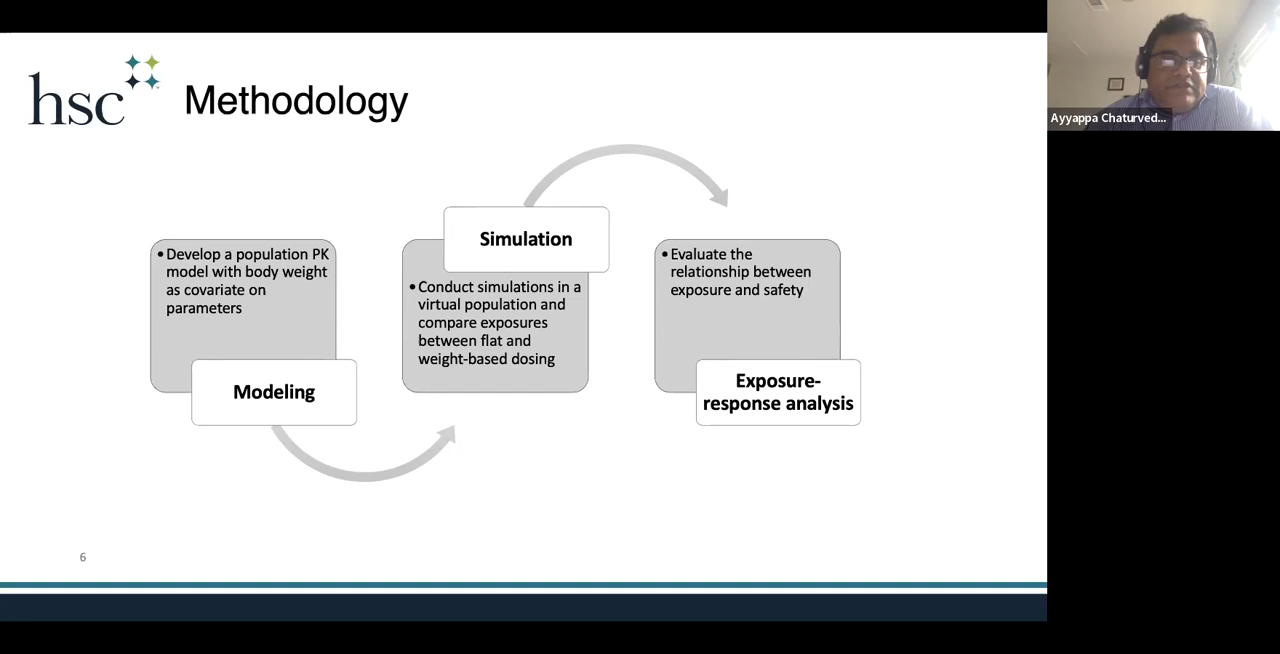 hsc Methodology
• Develop a population PK
model with body weight
as covariate on
parameters
Modeling
Simulation
• Conduct simulations in a
virtual population and
compare exposures
between flat and
weight-based dosing
• Evaluate the
relationship between
exposure and safety
Exposure-
response analysis
6
Ayyappa Chaturved...